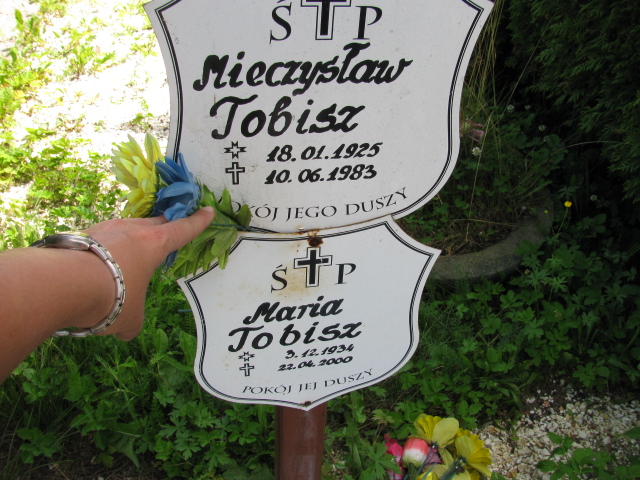 Ś P
Mieczysław
Tobisz
18.01.1925
10.06.1983
POKÓJ JEGO DUSZY
Ś P
Maria
Tobisz
3.12.1934
22.04.2000
POKÓJ JEJ DUSZY